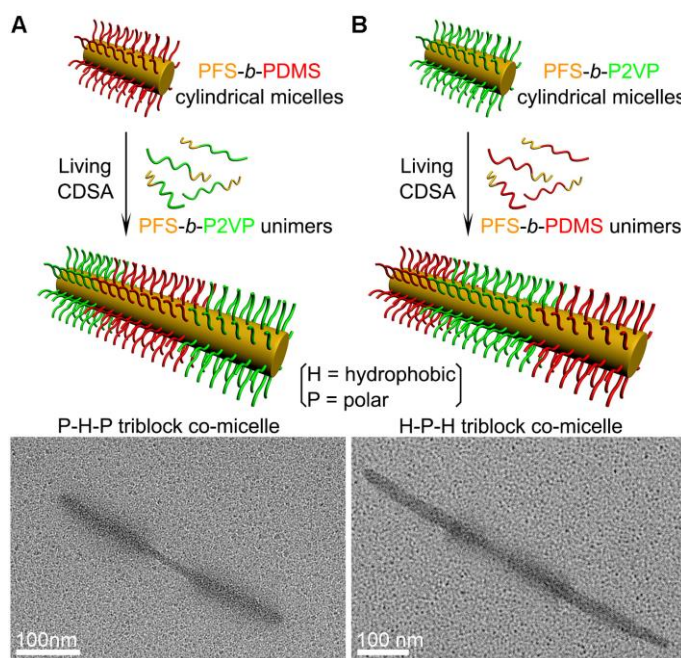 A
PFS-b-PDMS
cylindrical micelles
Living
CDSA
PFS-b-P2VP unimers
P-H-P triblock co-micelle
100nm
B
PFS-b-P2VP
cylindrical micelles
Living
CDSA
PFS-b-PDMS unimers
H = hydrophobic
P = polar
H-P-H triblock co-micelle
100 nm